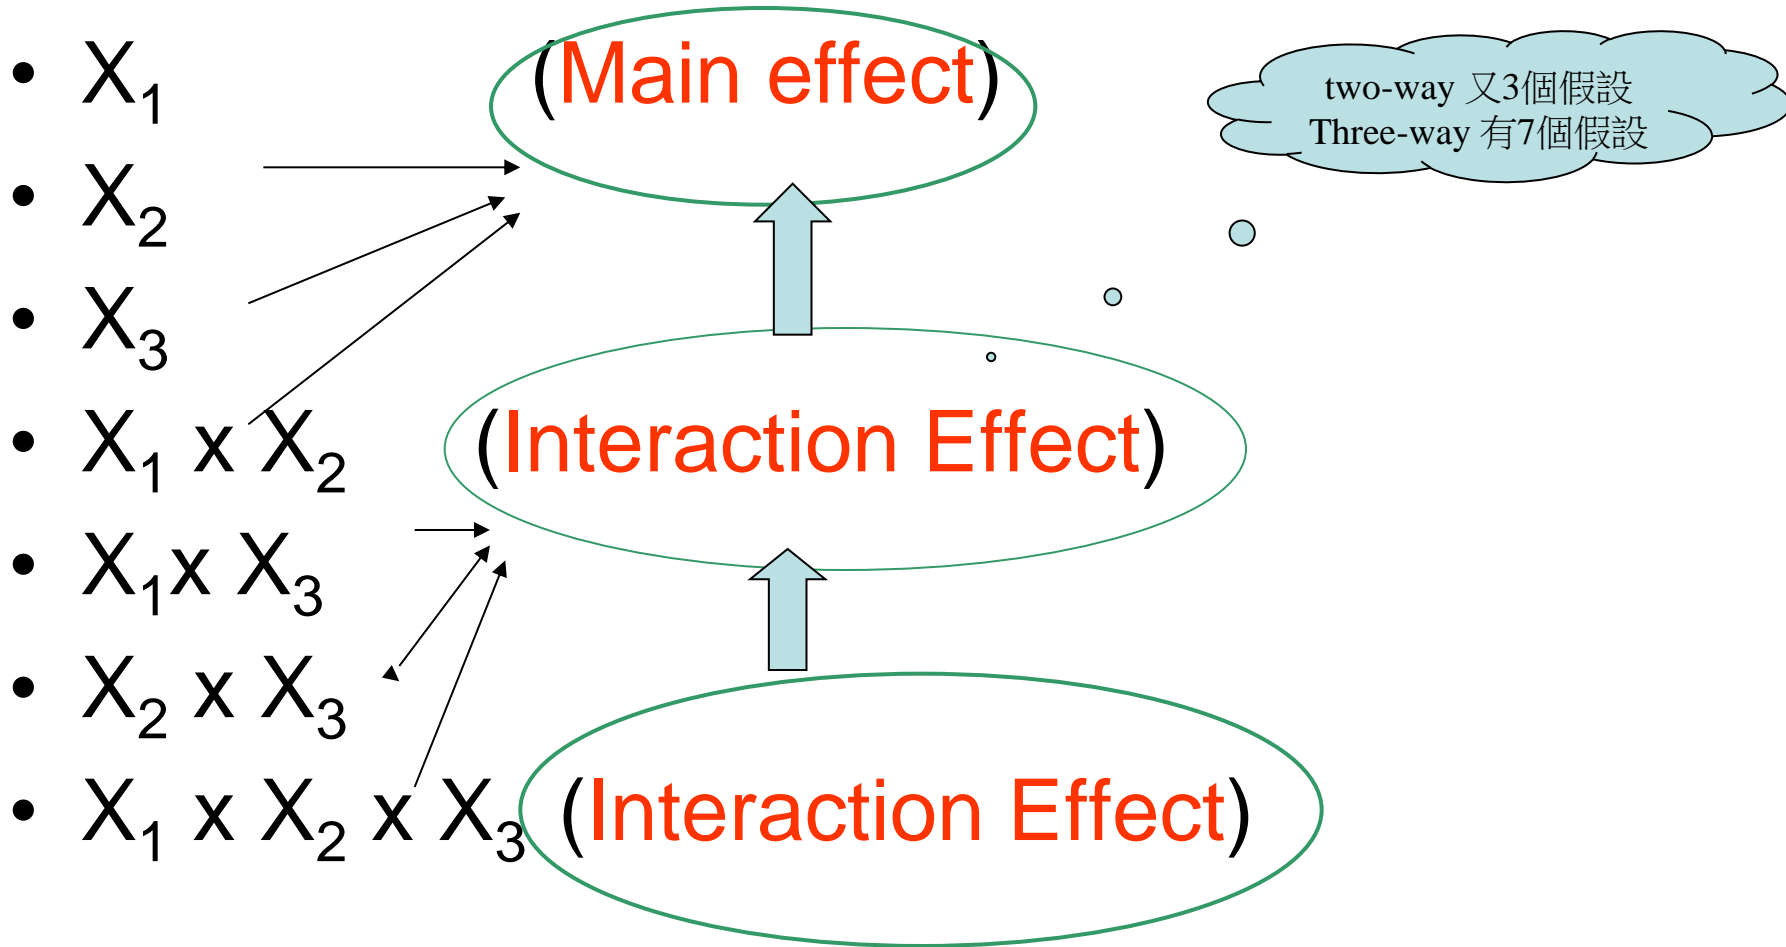 • X₁ (Main effect)
two-way 又3個假設
Three-way 有7個假設
• X₂
• X₃
• X₁ x X₂ (Interaction Effect)
• X₁x X₃
• X₂ x X₃
• X₁ x X₂ x X₃ (Interaction Effect)